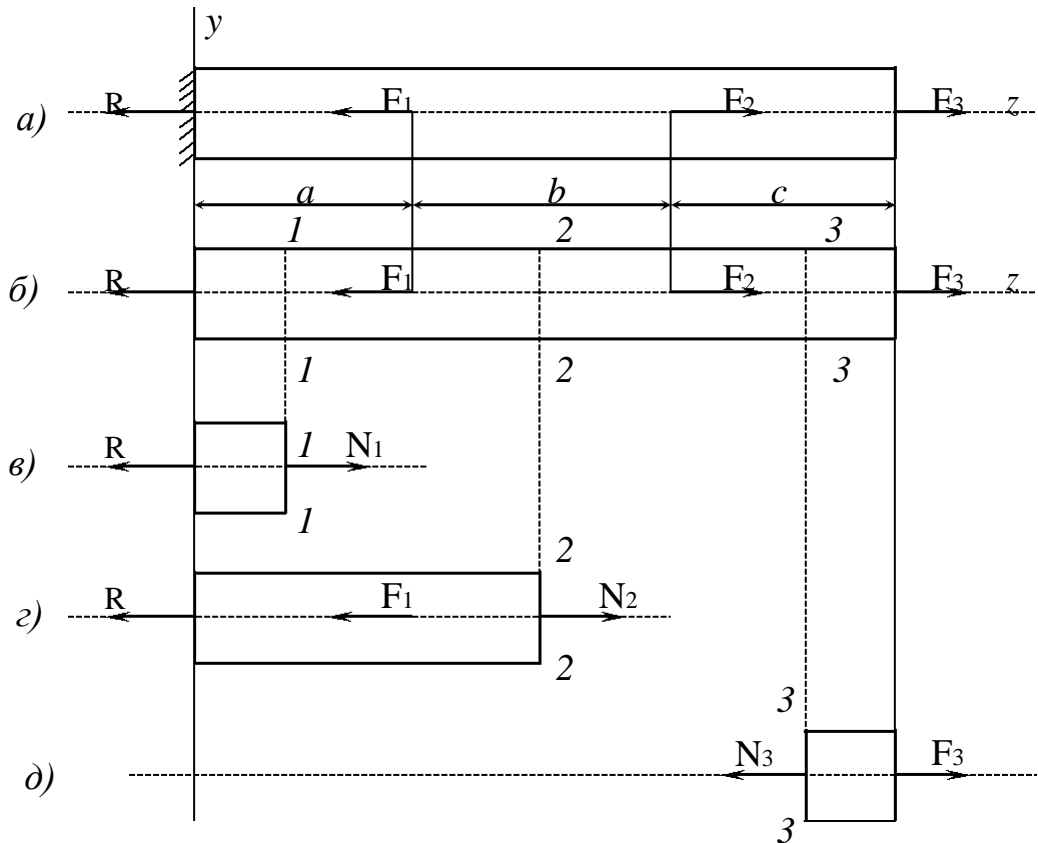 y
а) R F1 F2 F3 z
a b c
1 2 3
б) R F1 F2 F3 z
1 2 3
в) R 1 N1
1
2
г) R F1 N2
2
3
д) N3 F3
3